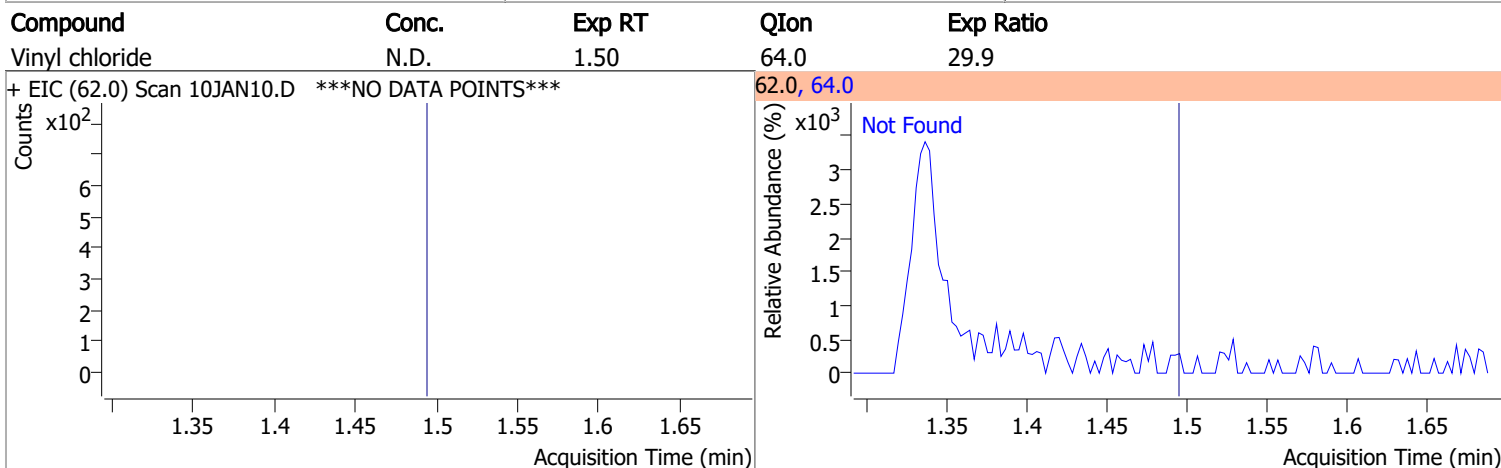 Compound Conc. Exp RT QIon Exp Ratio
Vinyl chloride N.D. 1.50 64.0 29.9
+ EIC (62.0) Scan 10JAN10.D ***NO DATA POINTS***
Counts
x10²
6
5
4
3
2
1
0
1.35 1.4 1.45 1.5 1.55 1.6 1.65
Acquisition Time (min)
62.0, 64.0
Relative Abundance (%)
x10³
Not Found
3
2.5
2
1.5
1
0.5
0
1.35 1.4 1.45 1.5 1.55 1.6 1.65
Acquisition Time (min)